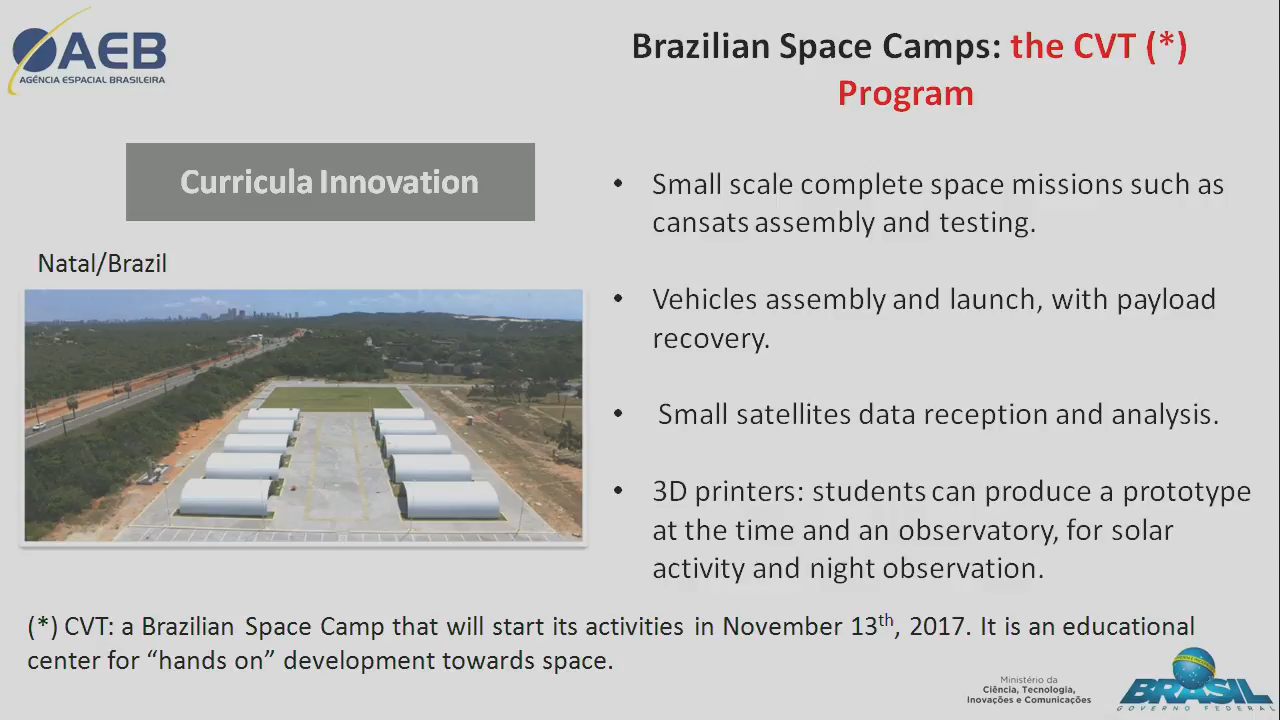 AEB
AGÊNCIA ESPACIAL BRASILEIRA
Brazilian Space Camps: the CVT (*)
Program
Curricula Innovation
Natal/Brazil
• Small scale complete space missions such as
cansats assembly and testing.
• Vehicles assembly and launch, with payload
recovery.
• Small satellites data reception and analysis.
• 3D printers: students can produce a prototype
at the time and an observatory, for solar
activity and night observation.
(*) CVT: a Brazilian Space Camp that will start its activities in November 13th, 2017. It is an educational
center for “hands on” development towards space.
Ministério da
Ciência, Tecnologia,
Inovações e Comunicações
BRASIL
GOVERNO FEDERAL